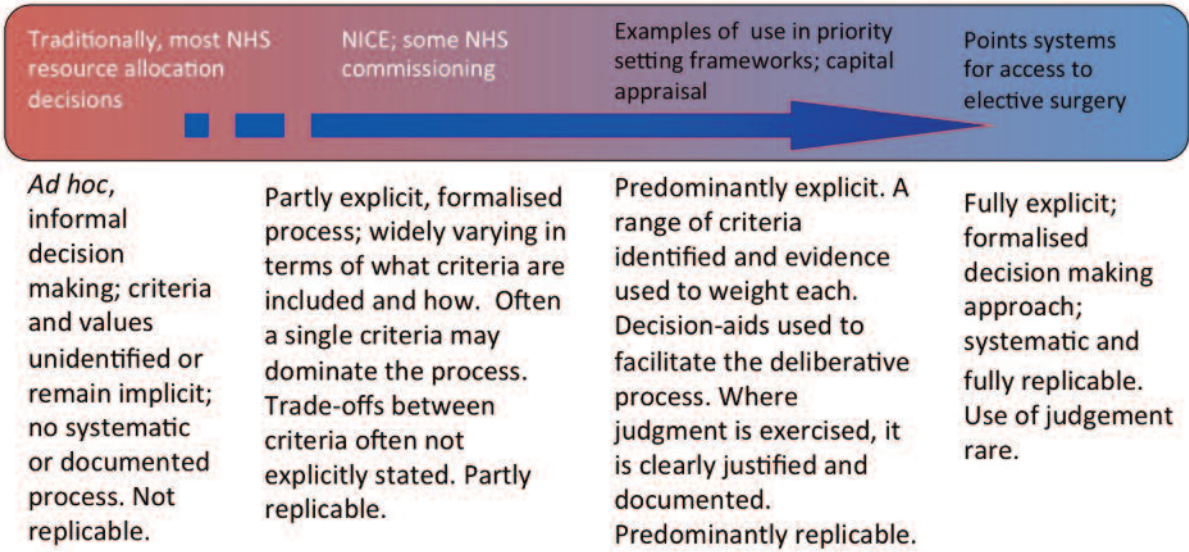 Traditionally, most NHS
resource allocation
decisions
NICE; some NHS
commissioning
Examples of use in priority
setting frameworks; capital
appraisal
Points systems
for access to
elective surgery
Ad hoc,
informal
decision
making; criteria
and values
unidentified or
remain implicit;
no systematic
or documented
process. Not
replicable.
Partly explicit, formalised
process; widely varying in
terms of what criteria are
included and how. Often
a single criteria may
dominate the process.
Trade-offs between
criteria often not
explicitly stated. Partly
replicable.
Predominantly explicit. A
range of criteria
identified and evidence
used to weight each.
Decision-aids used to
facilitate the deliberative
process. Where
judgment is exercised, it
is clearly justified and
documented.
Predominantly replicable.
Fully explicit;
formalised
decision making
approach;
systematic and
fully replicable.
Use of judgement
rare.